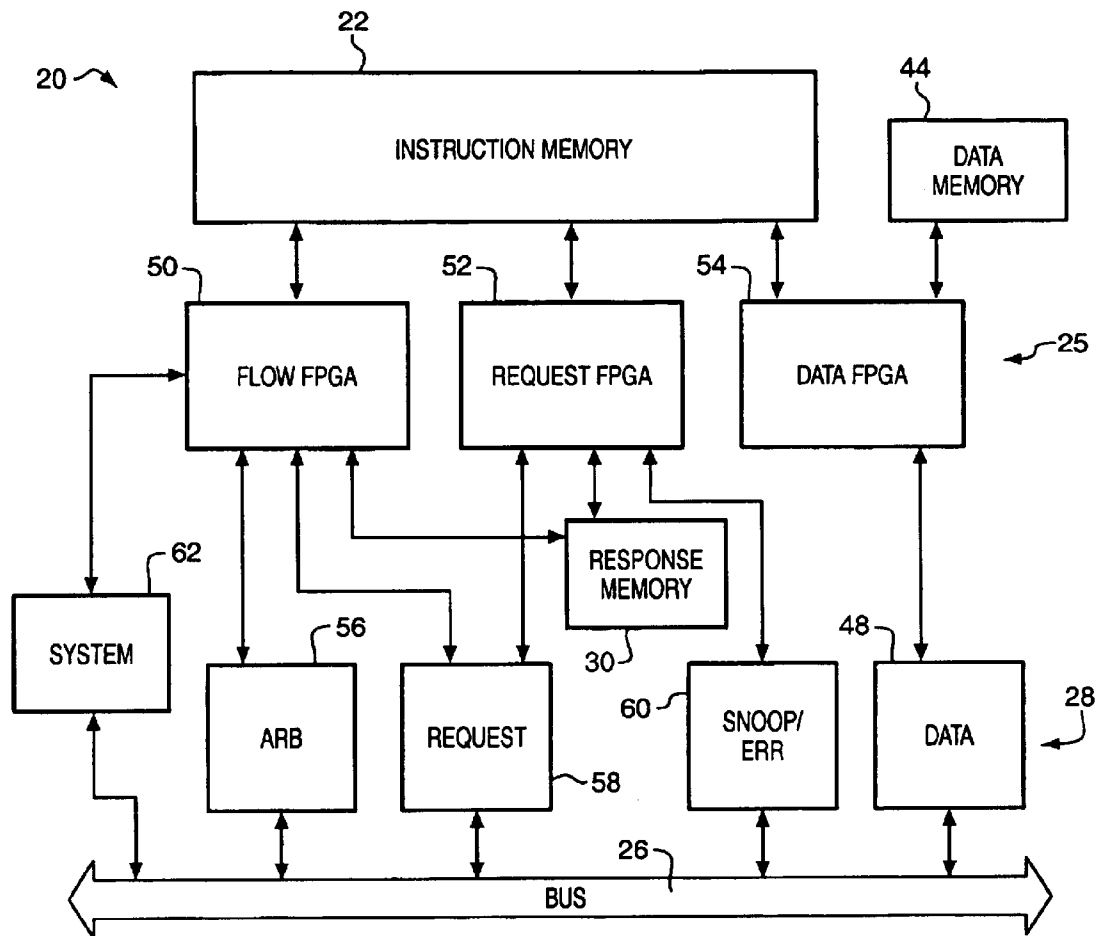 22
20
44
INSTRUCTION MEMORY
DATA
MEMORY
50
52
54
25
FLOW FPGA
REQUEST FPGA
DATA FPGA
62
RESPONSE
MEMORY
SYSTEM
56
30
48
60
ARB
REQUEST
SNOOP/
ERR
DATA
28
58
26
BUS